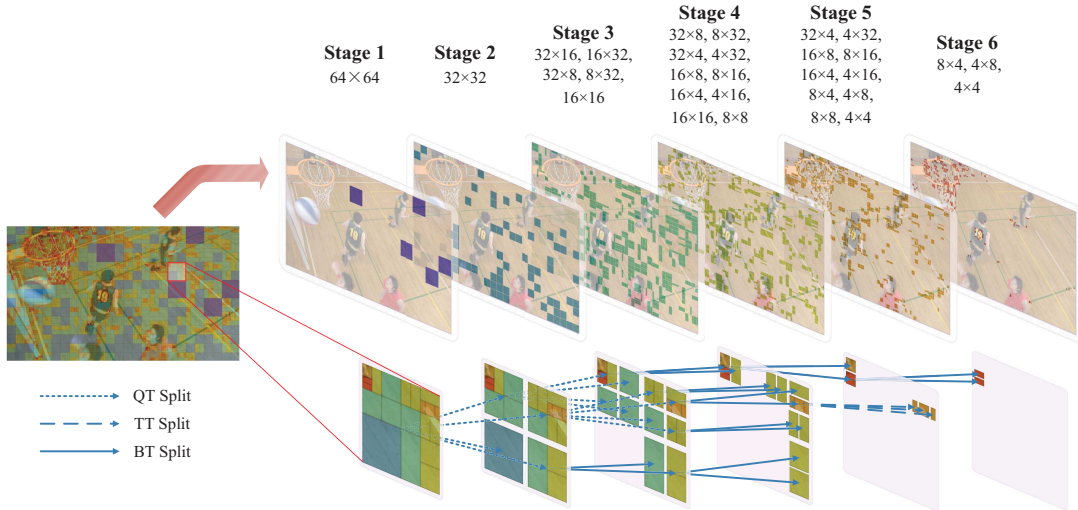 Stage 1
64×64
Stage 2
32×32
Stage 3
32×16, 16×32,
32×8, 8×32,
16×16
Stage 4
32×8, 8×32,
32×4, 4×32,
16×8, 8×16,
16×4, 4×16,
16×16, 8×8
Stage 5
32×4, 4×32,
16×8, 8×16,
16×4, 4×16,
8×4, 4×8,
8×8, 4×4
Stage 6
8×4, 4×8,
4×4
10
QT Split
TT Split
BT Split